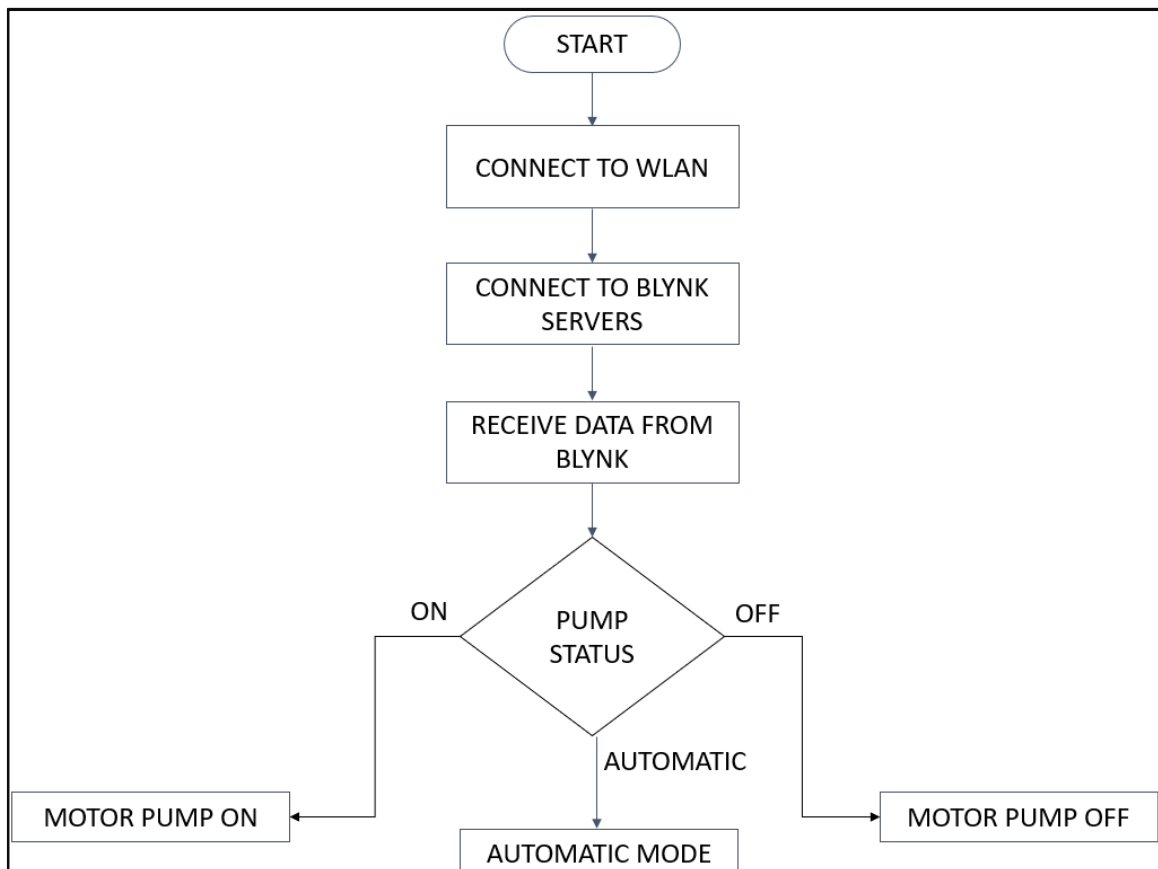 START
CONNECT TO WLAN
CONNECT TO BLYNK
SERVERS
RECEIVE DATA FROM
BLYNK
ON
OFF
PUMP
STATUS
AUTOMATIC
MOTOR PUMP ON
MOTOR PUMP OFF
AUTOMATIC MODE